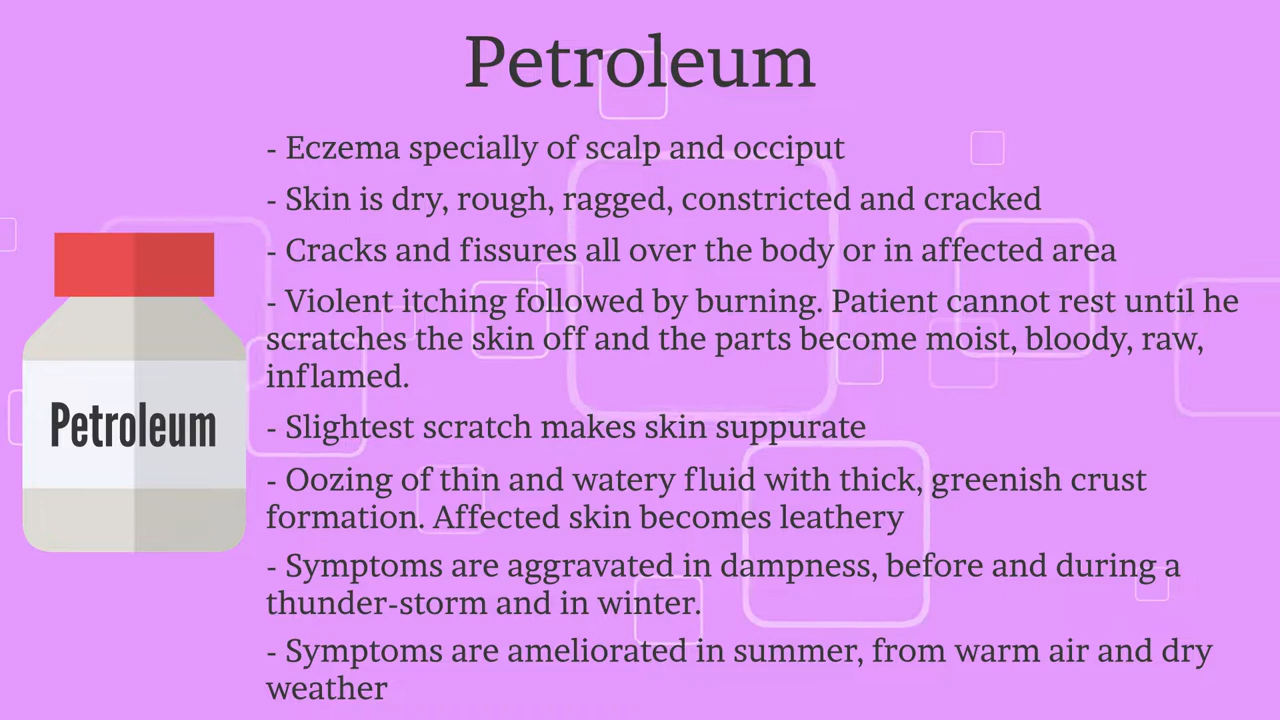 Petroleum
- Eczema specially of scalp and occiput
- Skin is dry, rough, ragged, constricted and cracked
- Cracks and fissures all over the body or in affected area
- Violent itching followed by burning. Patient cannot rest until he
scratches the skin off and the parts become moist, bloody, raw,
inflamed.
Petroleum
- Slightest scratch makes skin suppurate
- Oozing of thin and watery fluid with thick, greenish crust
formation. Affected skin becomes leathery
- Symptoms are aggravated in dampness, before and during a
thunder-storm and in winter.
- Symptoms are ameliorated in summer, from warm air and dry
weather